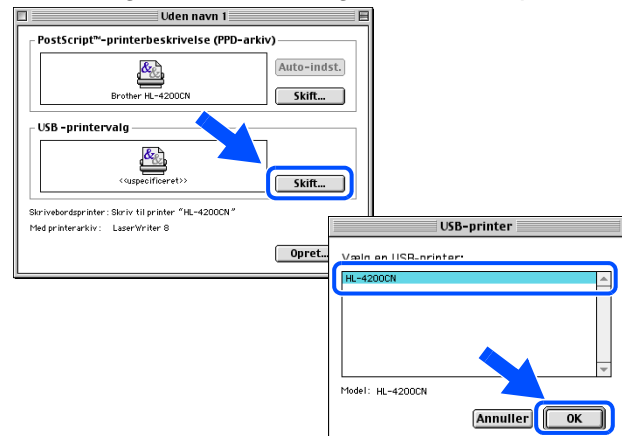 Uden navn 1
PostScript™-printerbeskrivelse (PPD-arkiv)
Auto-indst.
Brother HL-4200CN
Skift...
USB -printervalg
<<uspecificeret>>
Skift...
Skrivebordsprinter: Skriv til printer "HL-4200CN"
Med printerarkiv: LaserWriter 8
Opret...
USB-printer
Vælg en USB-printer:
HL-4200CN
Model: HL-4200CN
Annuller
OK